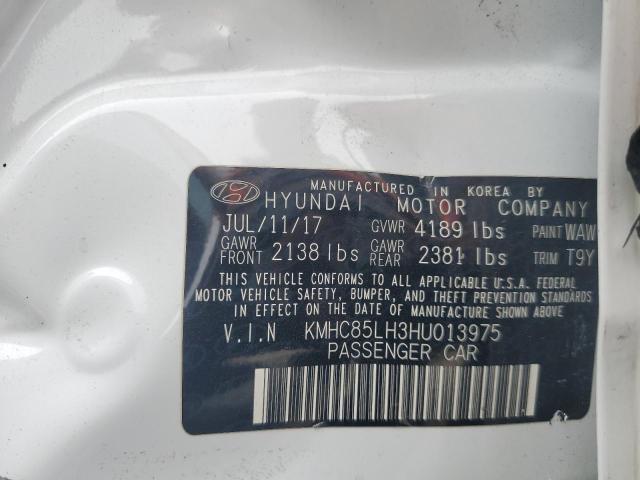 MANUFACTURED IN KOREA BY
HYUNDAI MOTOR COMPANY
JUL/11/17 GVWR 4189 lbs PAINT WAW
GAWR FRONT 2138 lbs GAWR REAR 2381 lbs TRIM T9Y
THIS VEHICLE CONFORMS TO ALL APPLICABLE U.S.A. FEDERAL
MOTOR VEHICLE SAFETY, BUMPER, AND THEFT PREVENTION STANDARDS
IN EFFECT ON THE DATE OF MANUFACTURE SHOWN ABOVE.
V.I.N KMHC85LH3HU013975
PASSENGER CAR